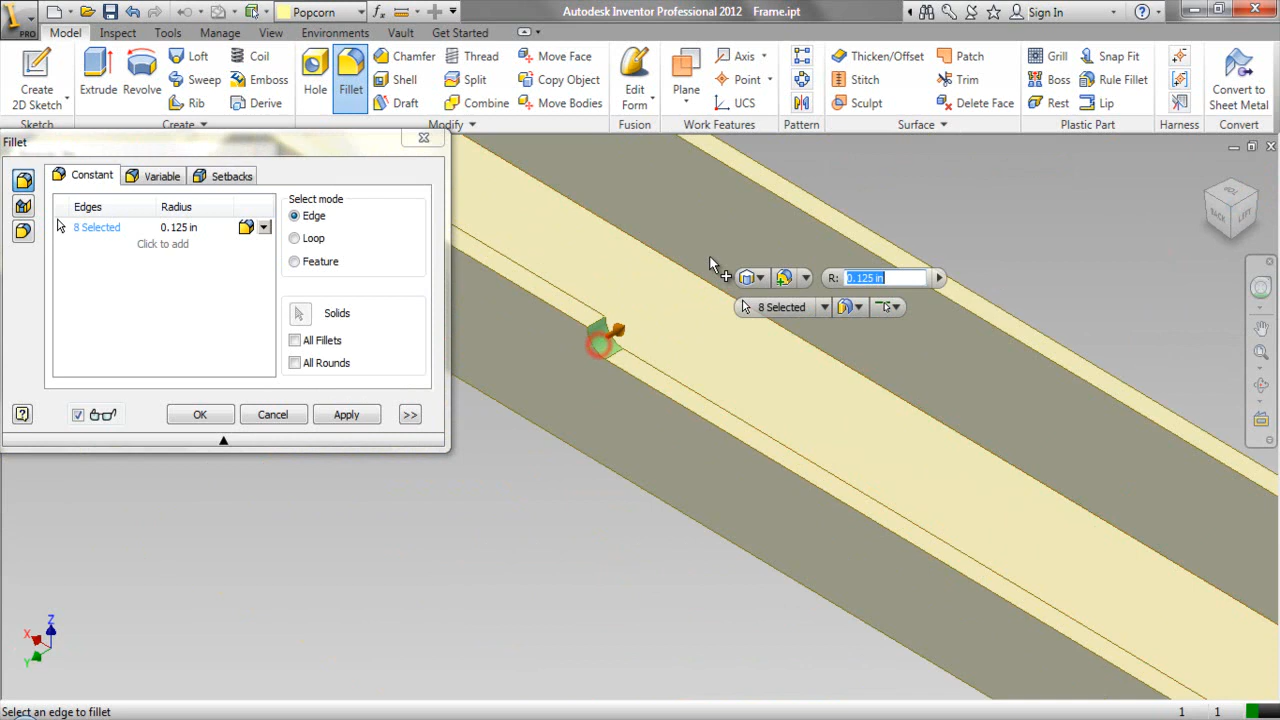 Popcorn
Autodesk Inventor Professional 2012 Frame.ipt
Sign In
PRO
Model Inspect Tools Manage View Environments Vault Get Started
Create 2D Sketch
Extrude
Revolve
Loft
Sweep
Rib
Coil
Emboss
Derive
Hole
Fillet
Chamfer
Shell
Draft
Thread
Split
Combine
Move Face
Copy Object
Move Bodies
Edit Form
Plane
Axis
Point
UCS
Thicken/Offset
Stitch
Sculpt
Patch
Trim
Delete Face
Grill
Boss
Rest
Snap Fit
Rule Fillet
Lip
Convert to Sheet Metal
Sketch Create Modify Fusion Work Features Pattern Surface Plastic Part Harness Convert
Fillet
Constant Variable Setbacks
Edges Radius
8 Selected 0.125 in
Click to add
Select mode
Edge
Loop
Feature
Solids
All Fillets
All Rounds
OK Cancel Apply >>
R: 0.125 in
8 Selected
BACK LEFT
X
Y
Z
Select an edge to fillet
1 1